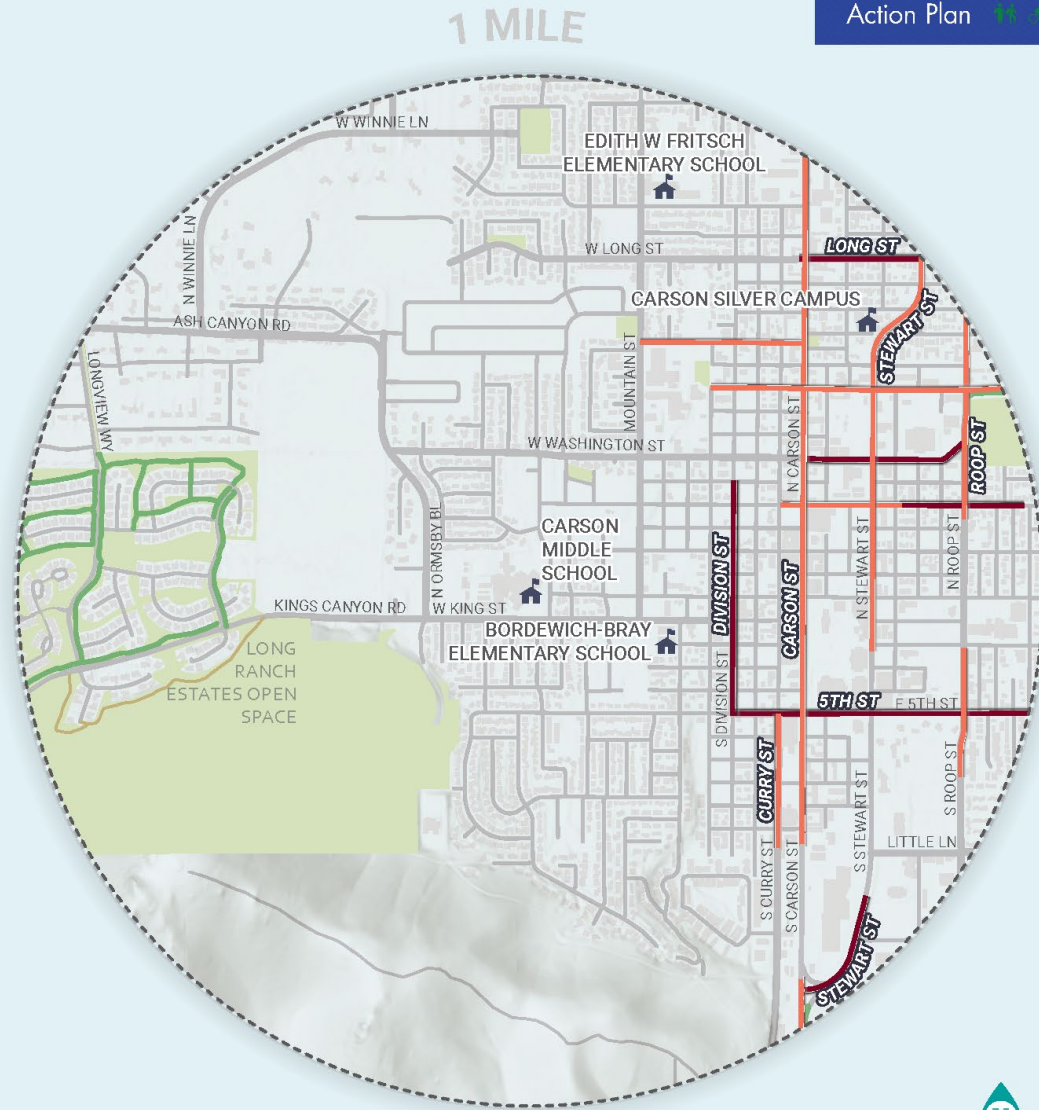 1 MILE
Action Plan
W WINNIE LN
EDITH W FRITSCH
ELEMENTARY SCHOOL
N WINNIE LN
W LONG ST
LONG ST
CARSON SILVER CAMPUS
STEWART ST
ASH CANYON RD
LONGVIEW WY
MOUNTAIN ST
N CARSON ST
W WASHINGTON ST
ROOP ST
N ORMSBY BL
CARSON
MIDDLE
SCHOOL
DIVISION ST
CARSON ST
N STEWART ST
N ROOP ST
KINGS CANYON RD
W KING ST
BORDEWICH-BRAY
ELEMENTARY SCHOOL
LONG
RANCH
ESTATES OPEN
SPACE
S DIVISION ST
5TH ST
E 5TH ST
CURRY ST
S ROOP ST
S STEWART ST
LITTLE LN
S CURRY ST
S CARSON ST
STEWART ST